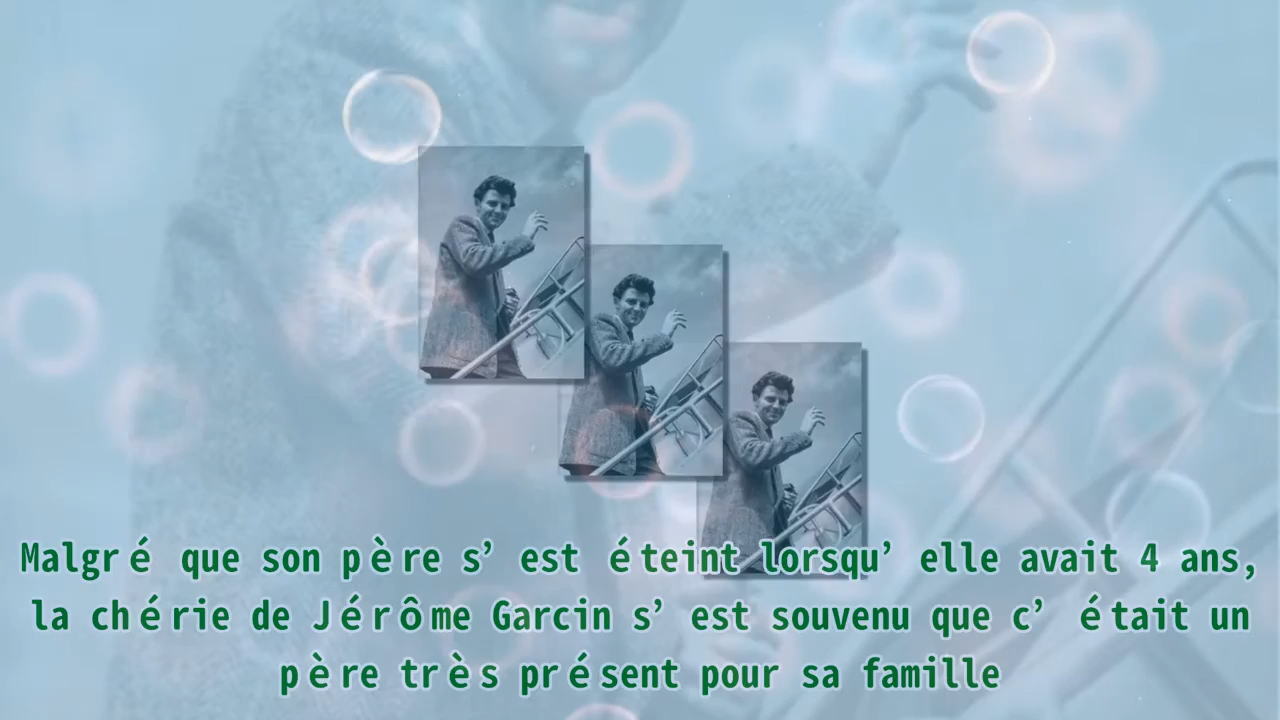 Malgré que son père s’est éteint lorsqu’elle avait 4 ans,
la chérie de Jérôme Garcin s’est souvenu que c’était un
père très présent pour sa famille